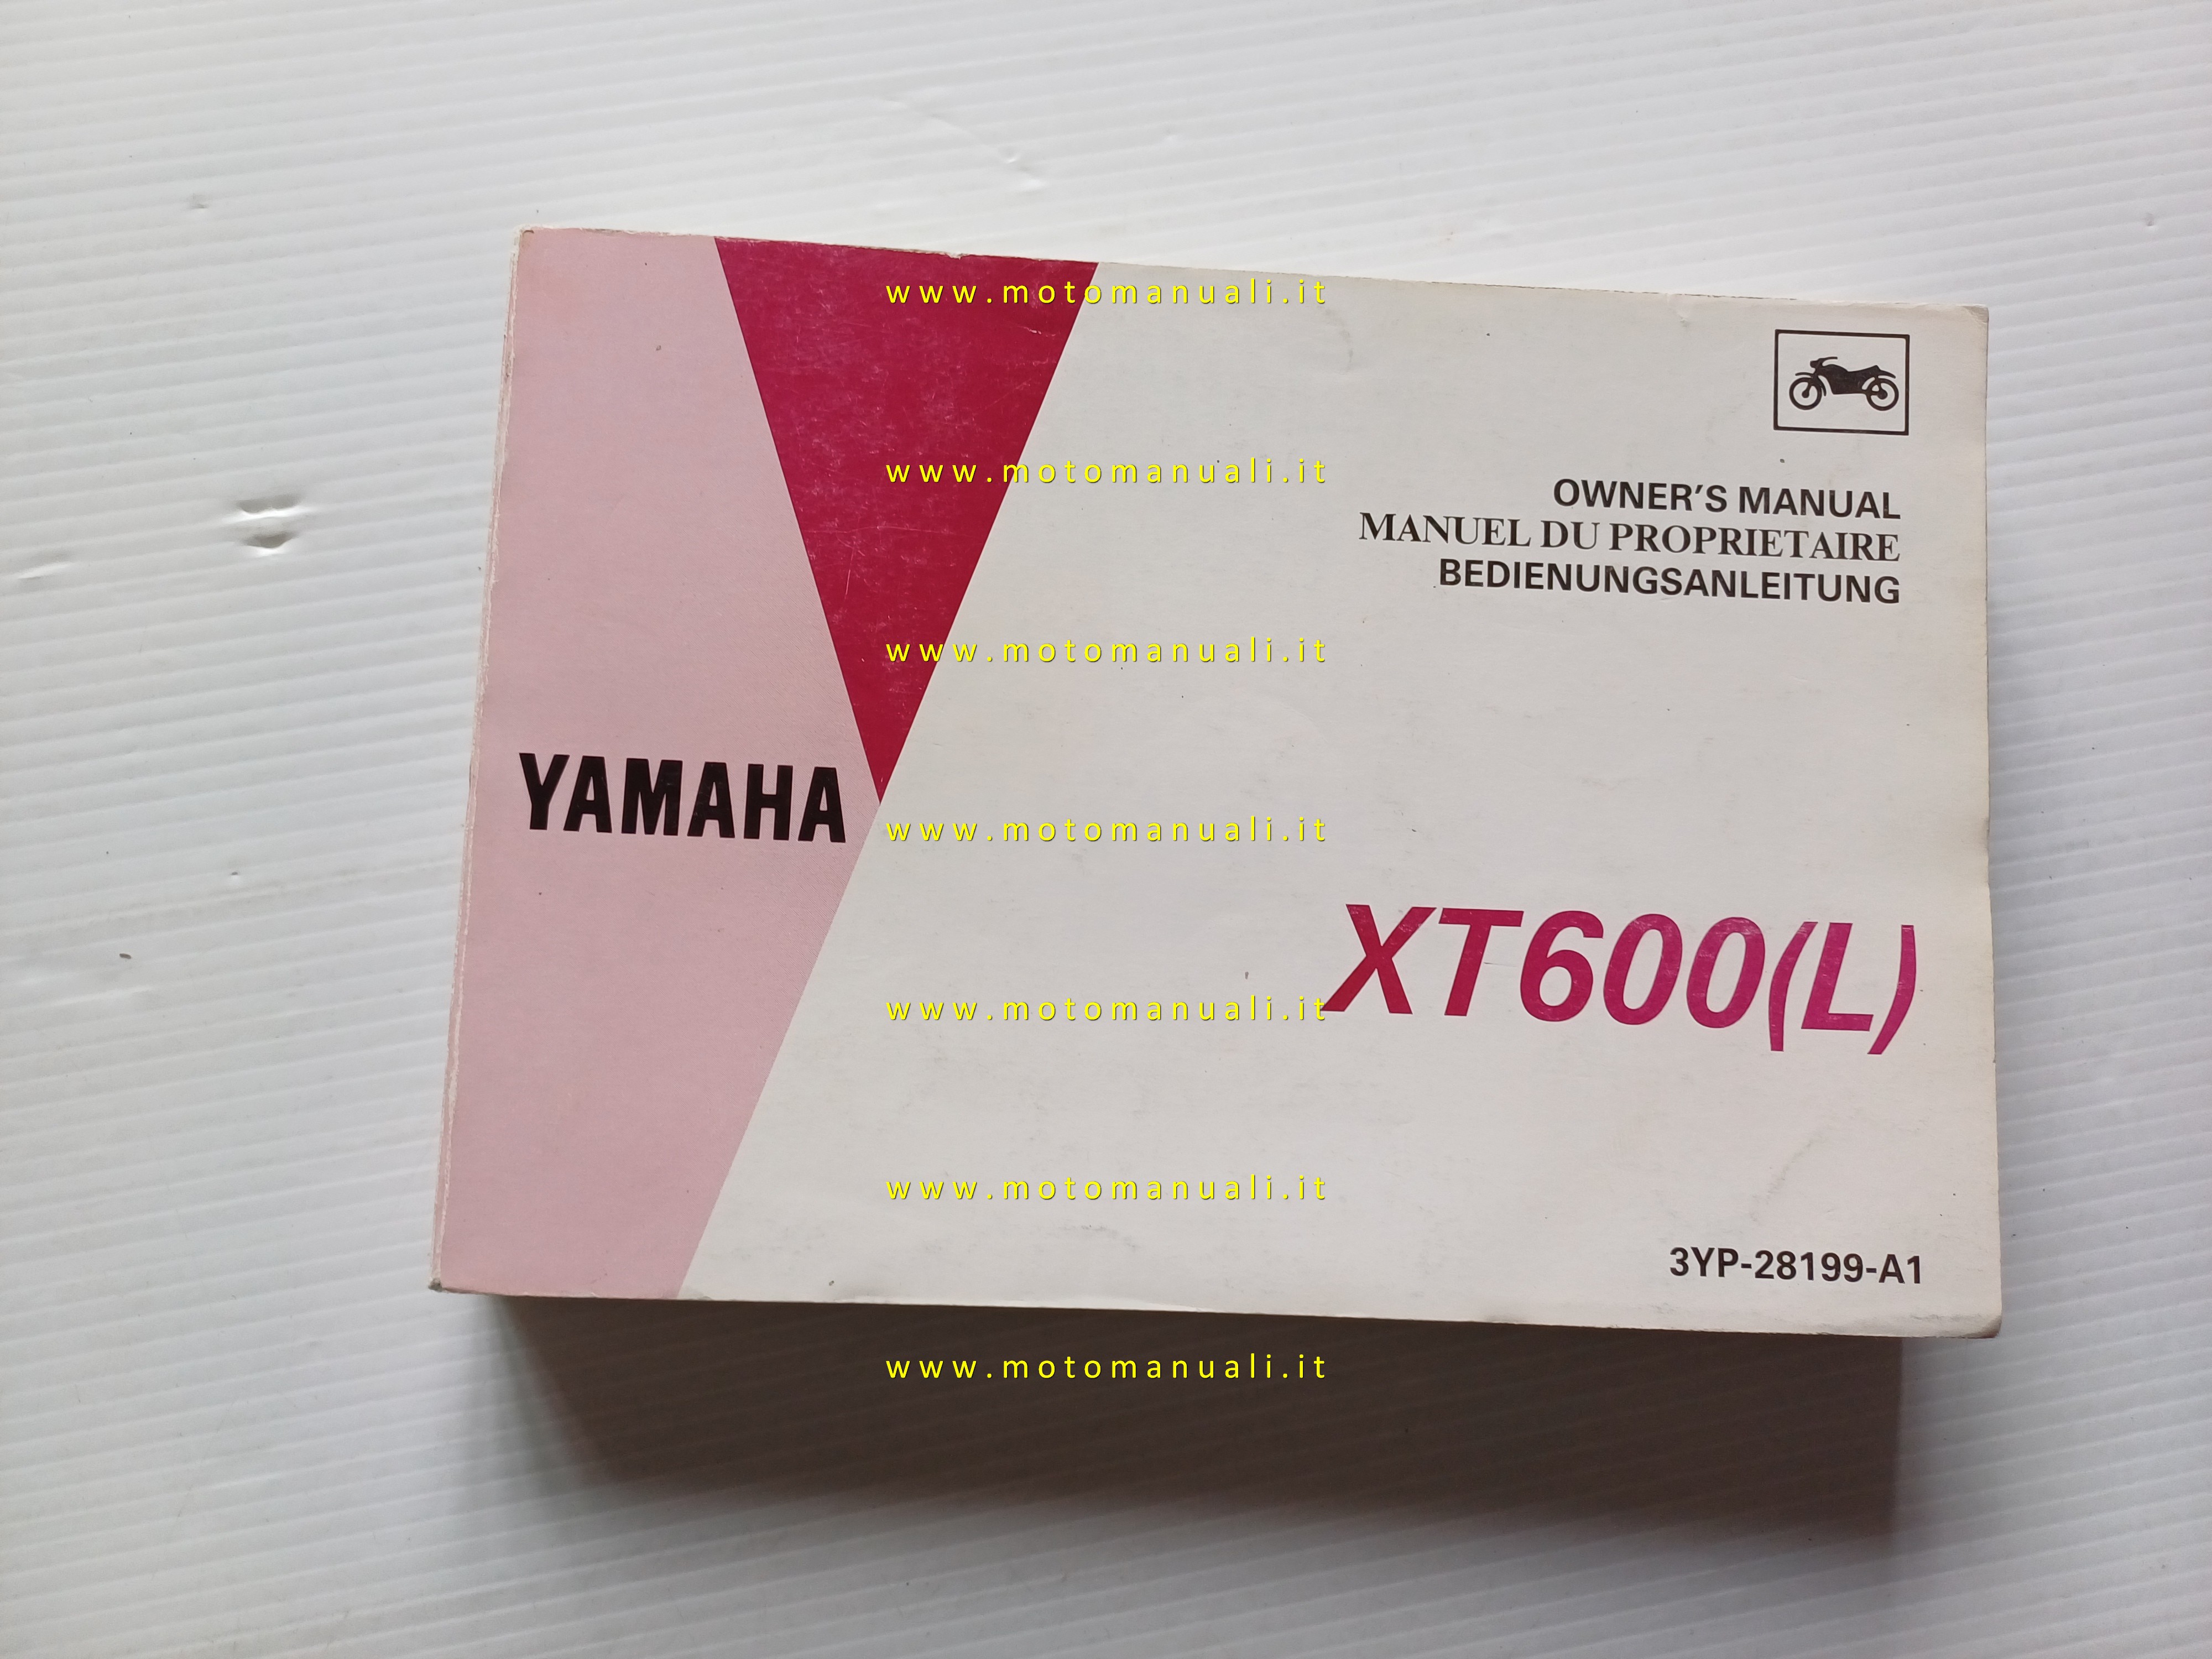 www.motomanuali.it
www.motomanuali.it
OWNER'S MANUAL
MANUEL DU PROPRIETAIRE
BEDIENUNGSANLEITUNG
www.motomanuali.it
YAMAHA
www.motomanuali.it
XT600(L)
www.motomanuali.it
www.motomanuali.it
3YP-28199-A1
www.motomanuali.it